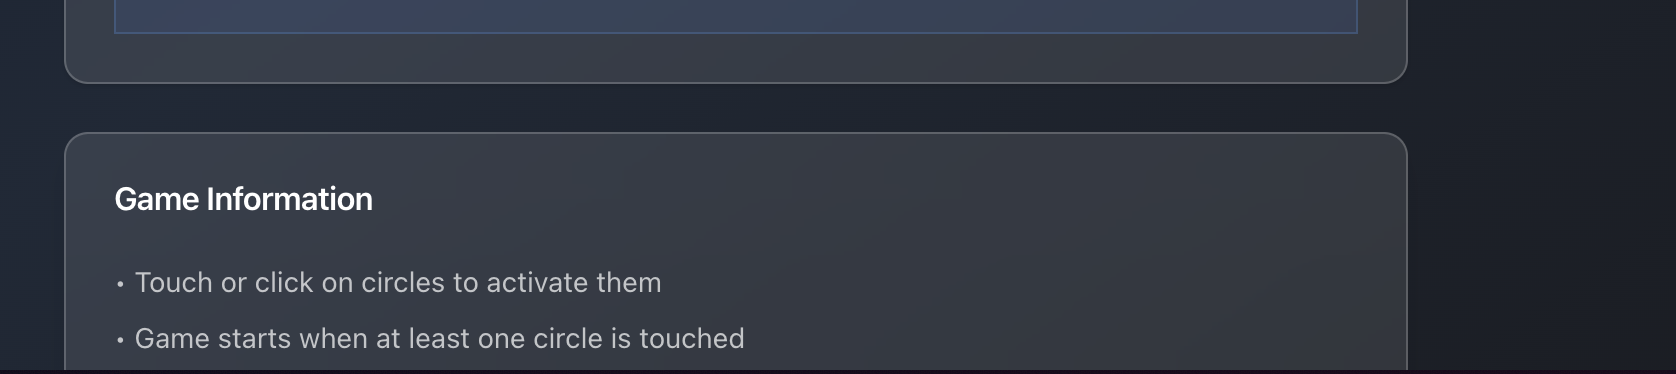 Game Information
• Touch or click on circles to activate them
• Game starts when at least one circle is touched